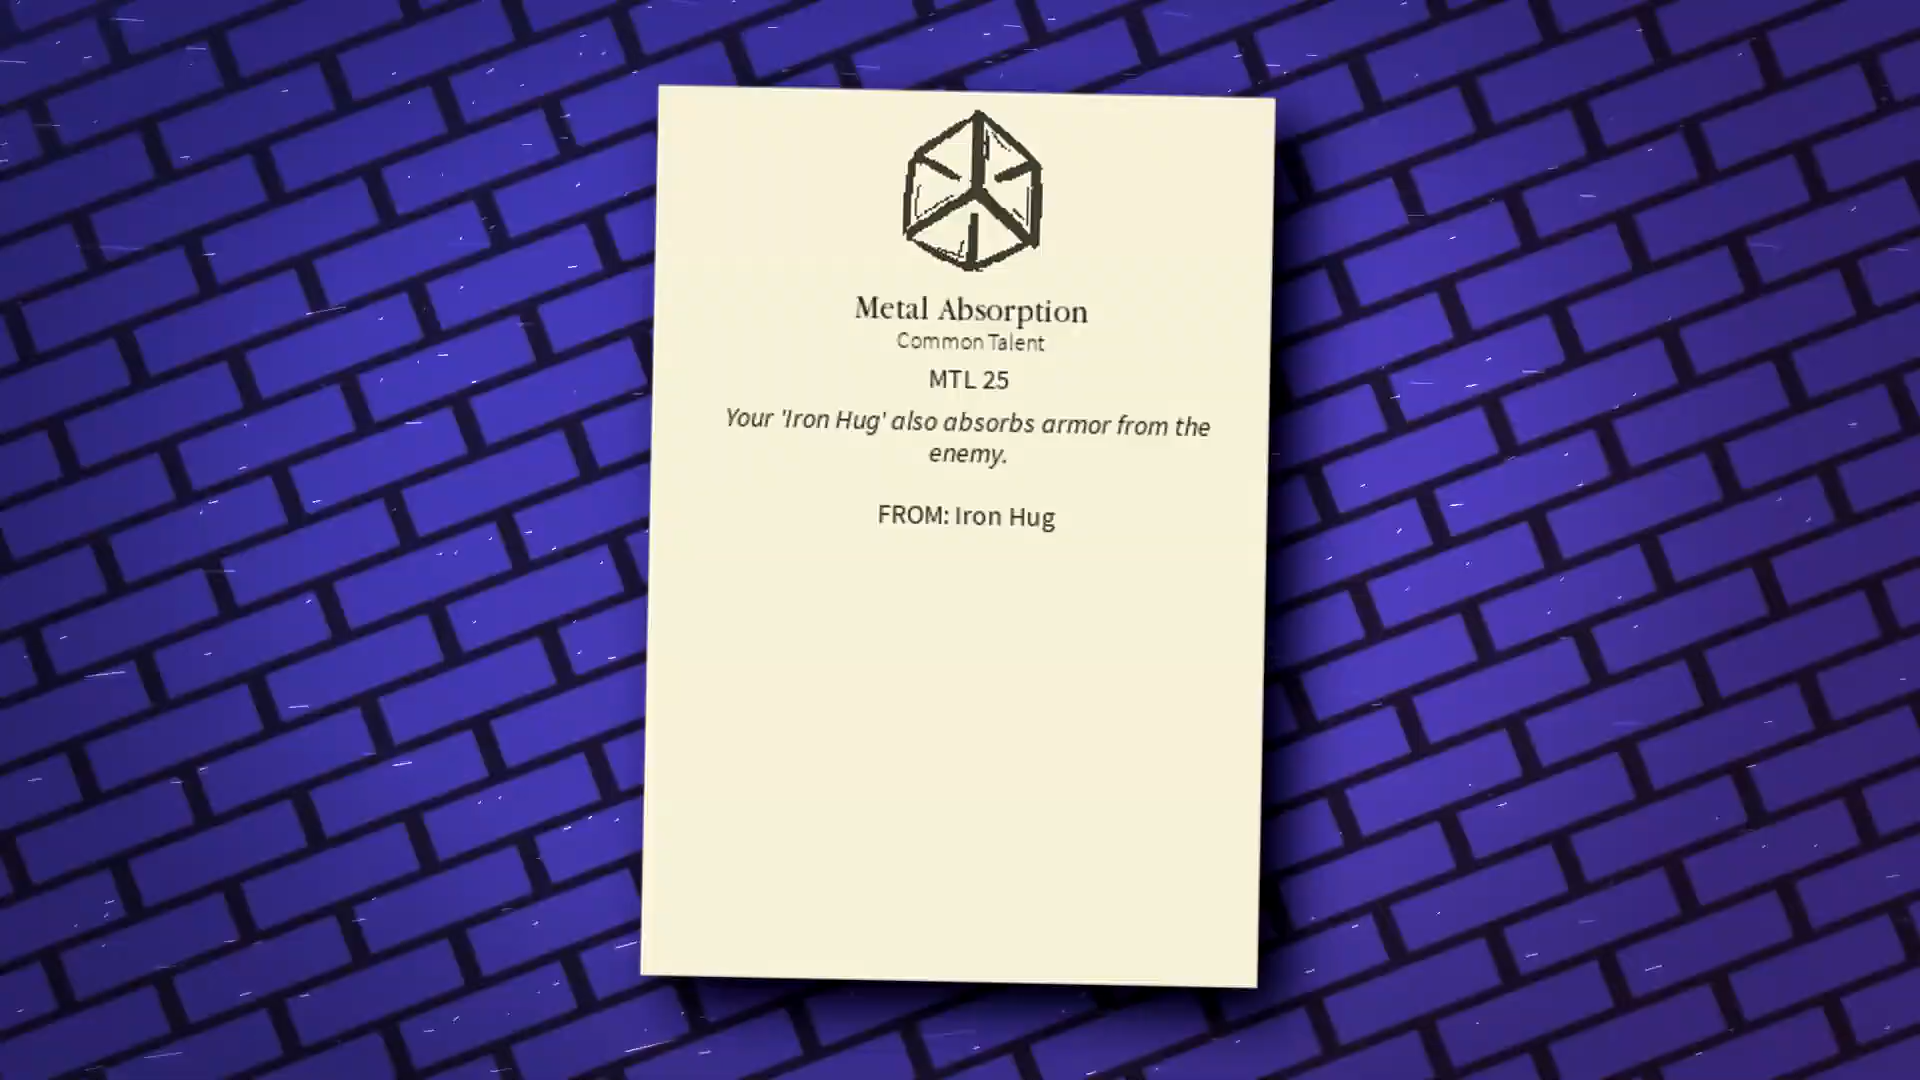 Metal Absorption
Common Talent
MTL 25
Your 'Iron Hug' also absorbs armor from the
enemy.
FROM: Iron Hug